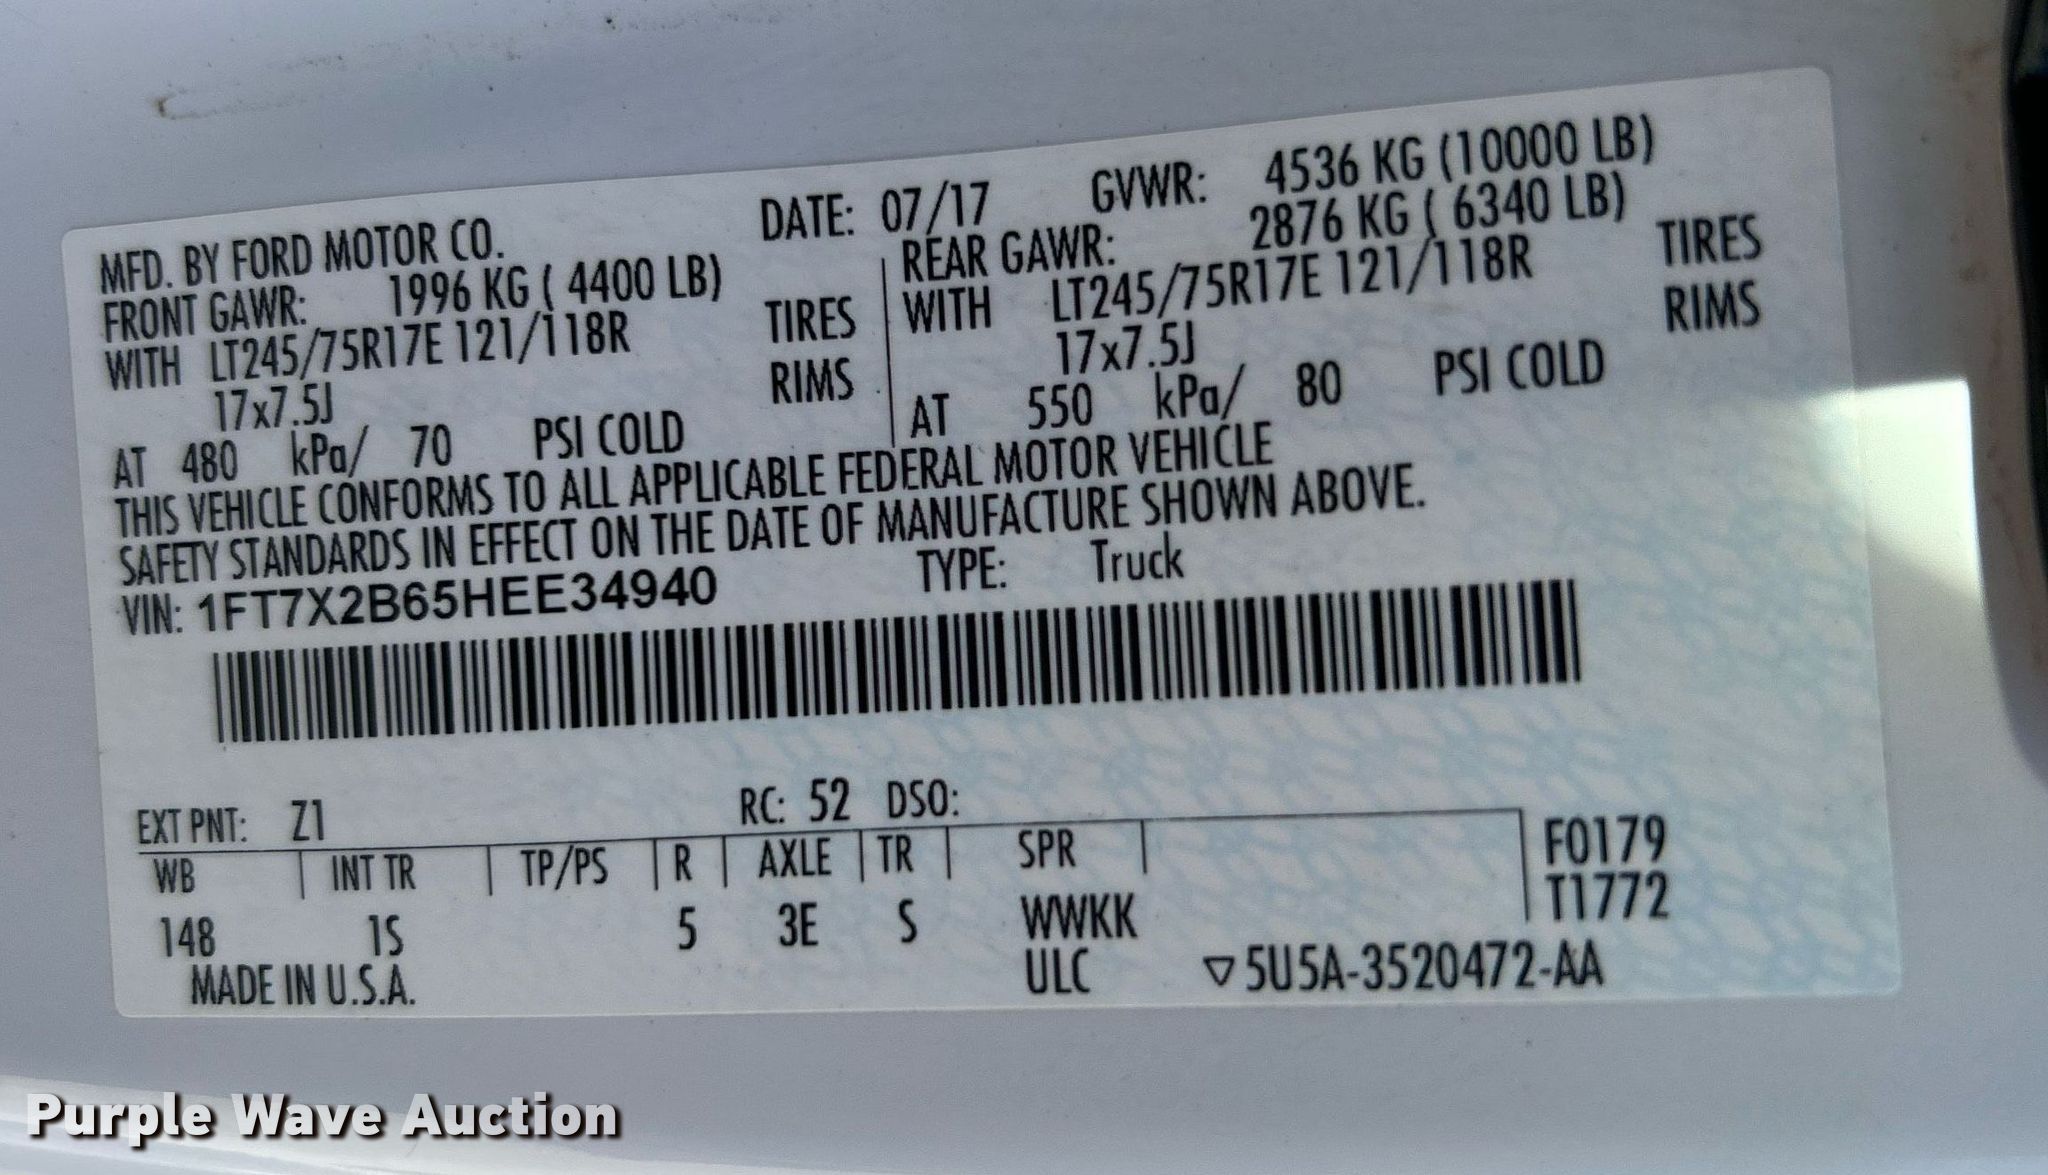 MFD. BY FORD MOTOR CO. DATE: 07/17 GVWR: 4536 KG (10000 LB)
FRONT GAWR: 1996 KG ( 4400 LB) REAR GAWR: 2876 KG ( 6340 LB)
WITH LT245/75R17E 121/118R TIRES WITH LT245/75R17E 121/118R TIRES
17x7.5J RIMS 17x7.5J RIMS
AT 480 kPa/ 70 PSI COLD AT 550 kPa/ 80 PSI COLD
THIS VEHICLE CONFORMS TO ALL APPLICABLE FEDERAL MOTOR VEHICLE
SAFETY STANDARDS IN EFFECT ON THE DATE OF MANUFACTURE SHOWN ABOVE.
VIN: 1FT7X2B65HEE34940 TYPE: Truck
EXT PNT: Z1 RC: 52 DSO:
WB INT TR TP/PS R AXLE TR SPR F0179
T1772
148 1S 5 3E S WWKK
MADE IN U.S.A. ULC ▽5U5A-3520472-AA
Purple Wave Auction